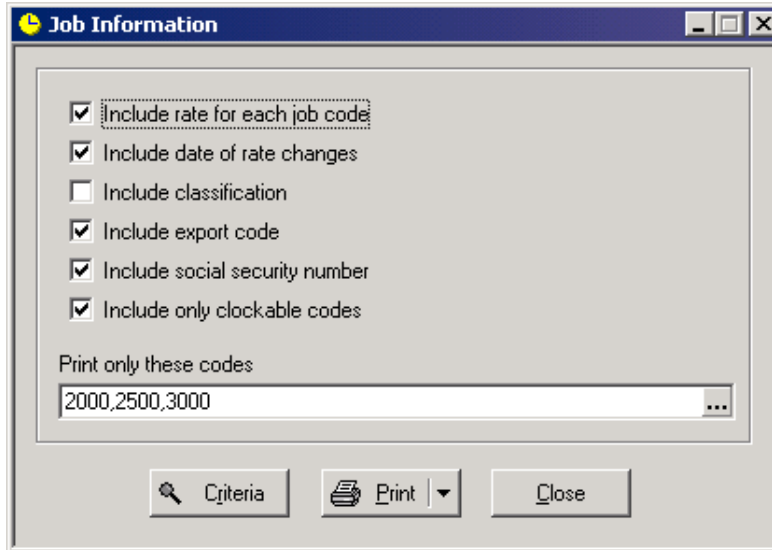 Job Information
Include rate for each job code
Include date of rate changes
Include classification
Include export code
Include social security number
Include only clockable codes
Print only these codes
2000,2500,3000
...
Criteria Print Close